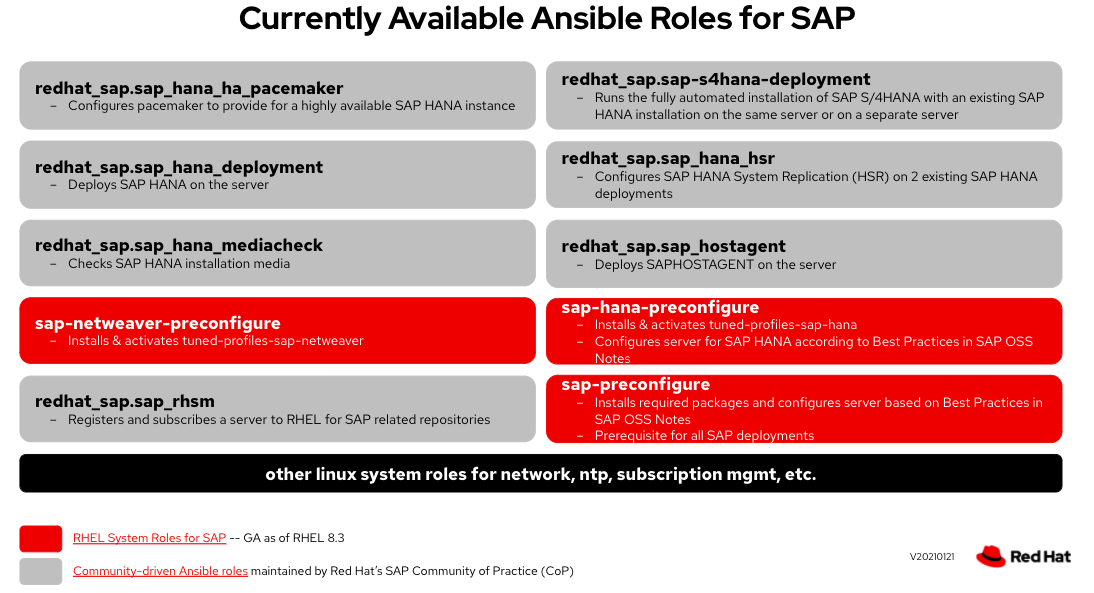 Currently Available Ansible Roles for SAP
redhat_sap.sap_hana_ha_pacemaker
– Configures pacemaker to provide for a highly available SAP HANA instance
redhat_sap.sap-s4hana-deployment
– Runs the fully automated installation of SAP S/4HANA with an existing SAP
HANA installation on the same server or on a separate server
redhat_sap.sap_hana_deployment
– Deploys SAP HANA on the server
redhat_sap.sap_hana_hsr
– Configures SAP HANA System Replication (HSR) on 2 existing SAP HANA
deployments
redhat_sap.sap_hana_mediacheck
– Checks SAP HANA installation media
redhat_sap.sap_hostagent
– Deploys SAPHOSTAGENT on the server
sap-netweaver-preconfigure
– Installs & activates tuned-profiles-sap-netweaver
sap-hana-preconfigure
– Installs & activates tuned-profiles-sap-hana
– Configures server for SAP HANA according to Best Practices in SAP OSS
Notes
redhat_sap.sap_rhsm
– Registers and subscribes a server to RHEL for SAP related repositories
sap-preconfigure
– Installs required packages and configures server based on Best Practices in
SAP OSS Notes
– Prerequisite for all SAP deployments
other linux system roles for network, ntp, subscription mgmt, etc.
RHEL System Roles for SAP -- GA as of RHEL 8.3
Community-driven Ansible roles maintained by Red Hat’s SAP Community of Practice (CoP)
V20210121
Red Hat